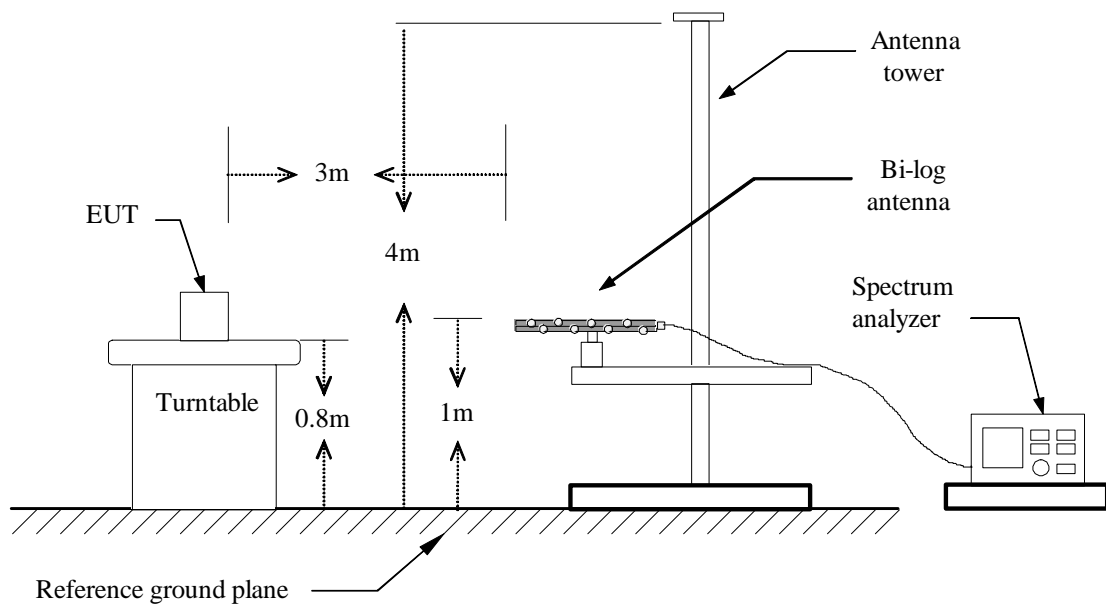 Antenna
tower
3m
Bi-log
antenna
EUT
4m
Spectrum
analyzer
Turntable
0.8m
1m
Reference ground plane